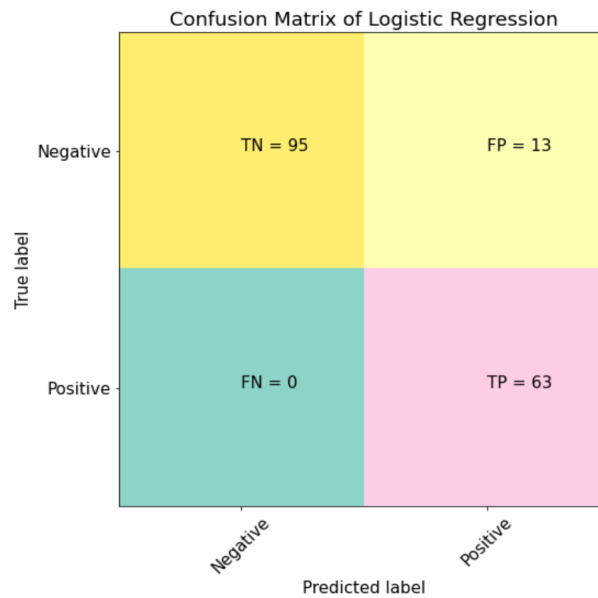 Confusion Matrix of Logistic Regression
Negative
TN = 95
FP = 13
True label
Positive
FN = 0
TP = 63
Negative
Positive
Predicted label